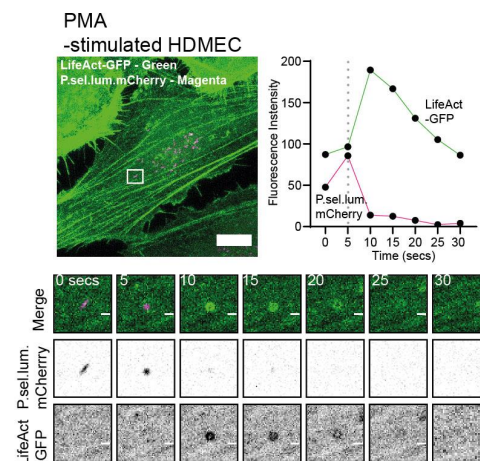 PMA
-stimulated HDMEC
LifeAct-GFP - Green
P.sel.lum.mCherry - Magenta
Fluorescence Instensity
200
150
100
50
0
LifeAct
-GFP
P.sel.lum.
mCherry
0 5 10 15 20 25 30
Time (secs)
0 secs 5 10 15 20 25 30
Merge
P.sel.lum.
mCherrry
LifeAct
GFP